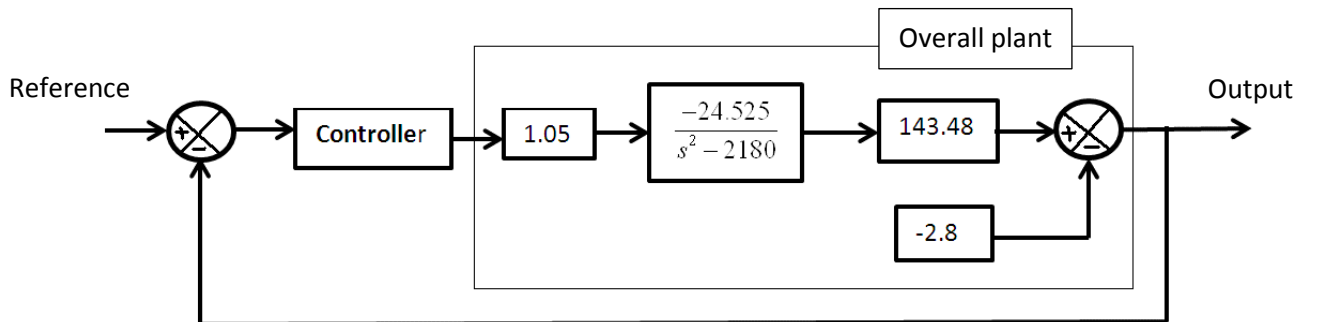 Overall plant
Reference
Output
+
-
Controller
1.05
-24.525
s² - 2180
143.48
+
-
-2.8